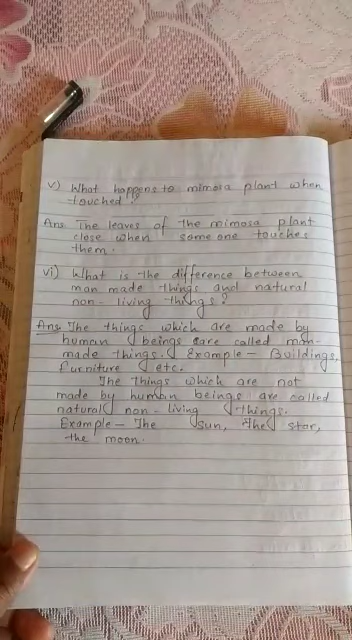 v) What happens to mimosa plant when
touched?
Ans The leaves of the mimosa plant
close when some one touches
them.
vi) What is the difference between
man made things and natural
non-living things?
Ans The things which are made by
human beings are called man-
made things. Example - Buildings,
furniture etc.
The things which are not
made by human beings are called
natural non-living things.
Example - The sun, The star,
the moon.